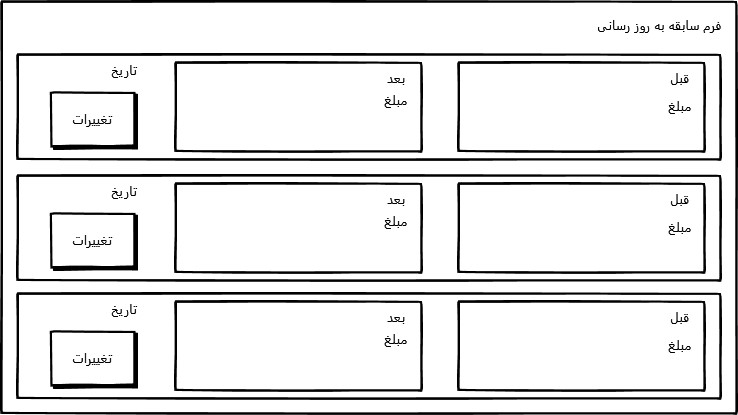 فرم سابقه به روز رسانی
قبل
مبلغ
بعد
مبلغ
تاریخ
تغییرات
قبل
مبلغ
بعد
مبلغ
تاریخ
تغییرات
قبل
مبلغ
بعد
مبلغ
تاریخ
تغییرات